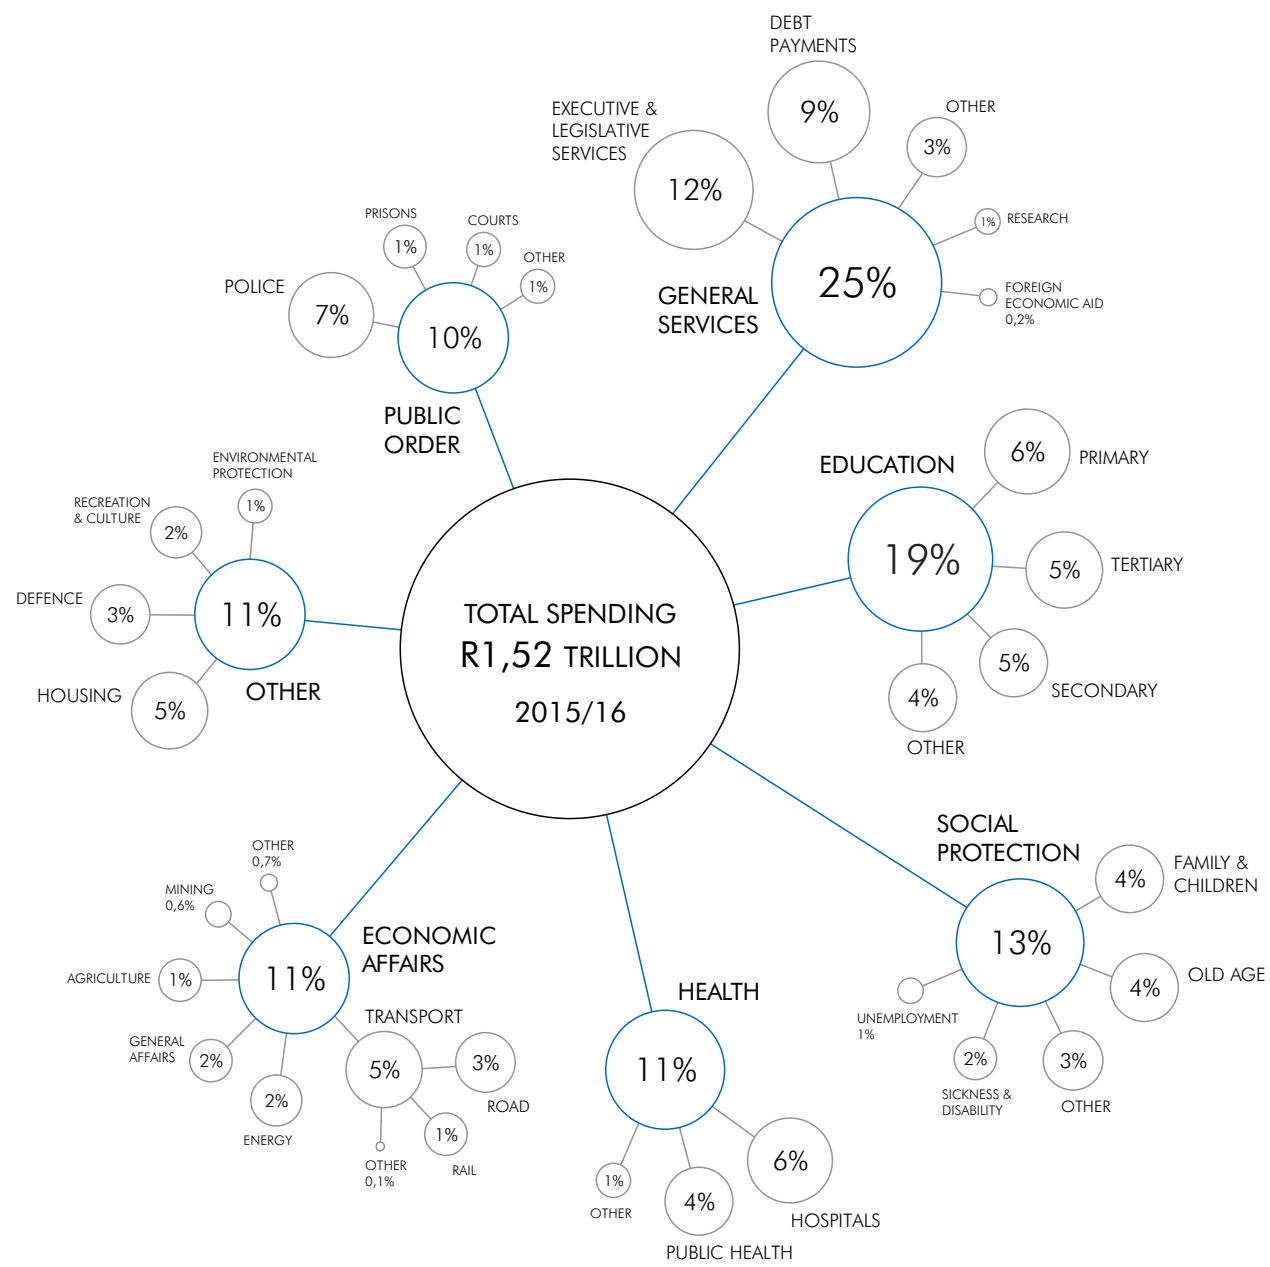 DEBT
PAYMENTS
9%
EXECUTIVE &
LEGISLATIVE
SERVICES
12%
OTHER
3%
1%
RESEARCH
FOREIGN
ECONOMIC AID
0,2%
25%
GENERAL
SERVICES
PRISONS
1%
COURTS
1%
OTHER
1%
POLICE
7%
10%
PUBLIC
ORDER
EDUCATION
19%
6%
PRIMARY
5%
TERTIARY
5%
SECONDARY
4%
OTHER
ENVIRONMENTAL
PROTECTION
1%
RECREATION
& CULTURE
2%
DEFENCE
3%
HOUSING
5%
11%
OTHER
TOTAL SPENDING
R1,52 TRILLION
2015/16
SOCIAL
PROTECTION
13%
4%
FAMILY &
CHILDREN
4%
OLD AGE
3%
OTHER
2%
SICKNESS &
DISABILITY
UNEMPLOYMENT
1%
OTHER
0,7%
MINING
0,6%
AGRICULTURE
1%
GENERAL
AFFAIRS
2%
2%
ENERGY
11%
ECONOMIC
AFFAIRS
TRANSPORT
5%
3%
ROAD
1%
RAIL
OTHER
0,1%
HEALTH
11%
1%
OTHER
4%
PUBLIC HEALTH
6%
HOSPITALS